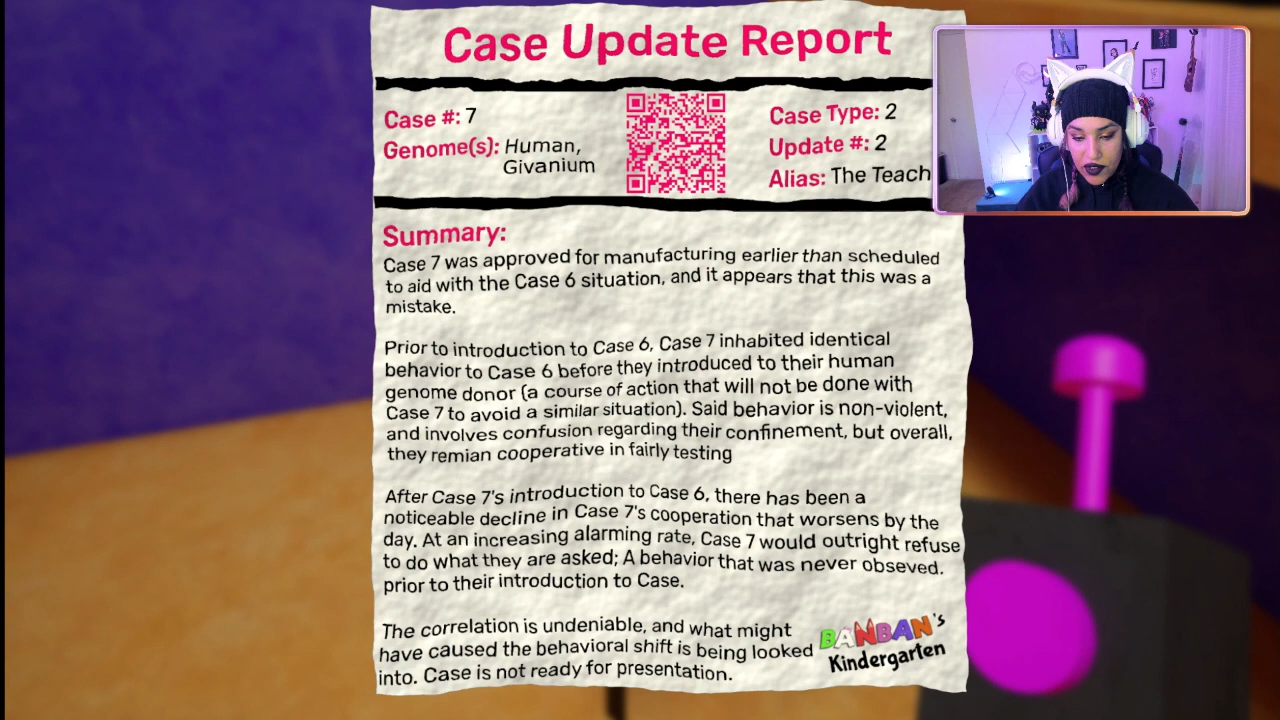 Case Update Report
Case #: 7
Genome(s): Human,
Givanium
Case Type: 2
Update #: 2
Alias: The Teach
Summary:
Case 7 was approved for manufacturing earlier than scheduled
to aid with the Case 6 situation, and it appears that this was a
mistake.
Prior to introduction to Case 6, Case 7 inhabited identical
behavior to Case 6 before they introduced to their human
genome donor (a course of action that will not be done with
Case 7 to avoid a similar situation). Said behavior is non-violent,
and involves confusion regarding their confinement, but overall,
they remian cooperative in fairly testing
After Case 7's introduction to Case 6, there has been a
noticeable decline in Case 7's cooperation that worsens by the
day. At an increasing alarming rate, Case 7 would outright refuse
to do what they are asked; A behavior that was never obseved.
prior to their introduction to Case.
The correlation is undeniable, and what might
have caused the behavioral shift is being looked
into. Case is not ready for presentation.
BANBAN's
Kindergarten